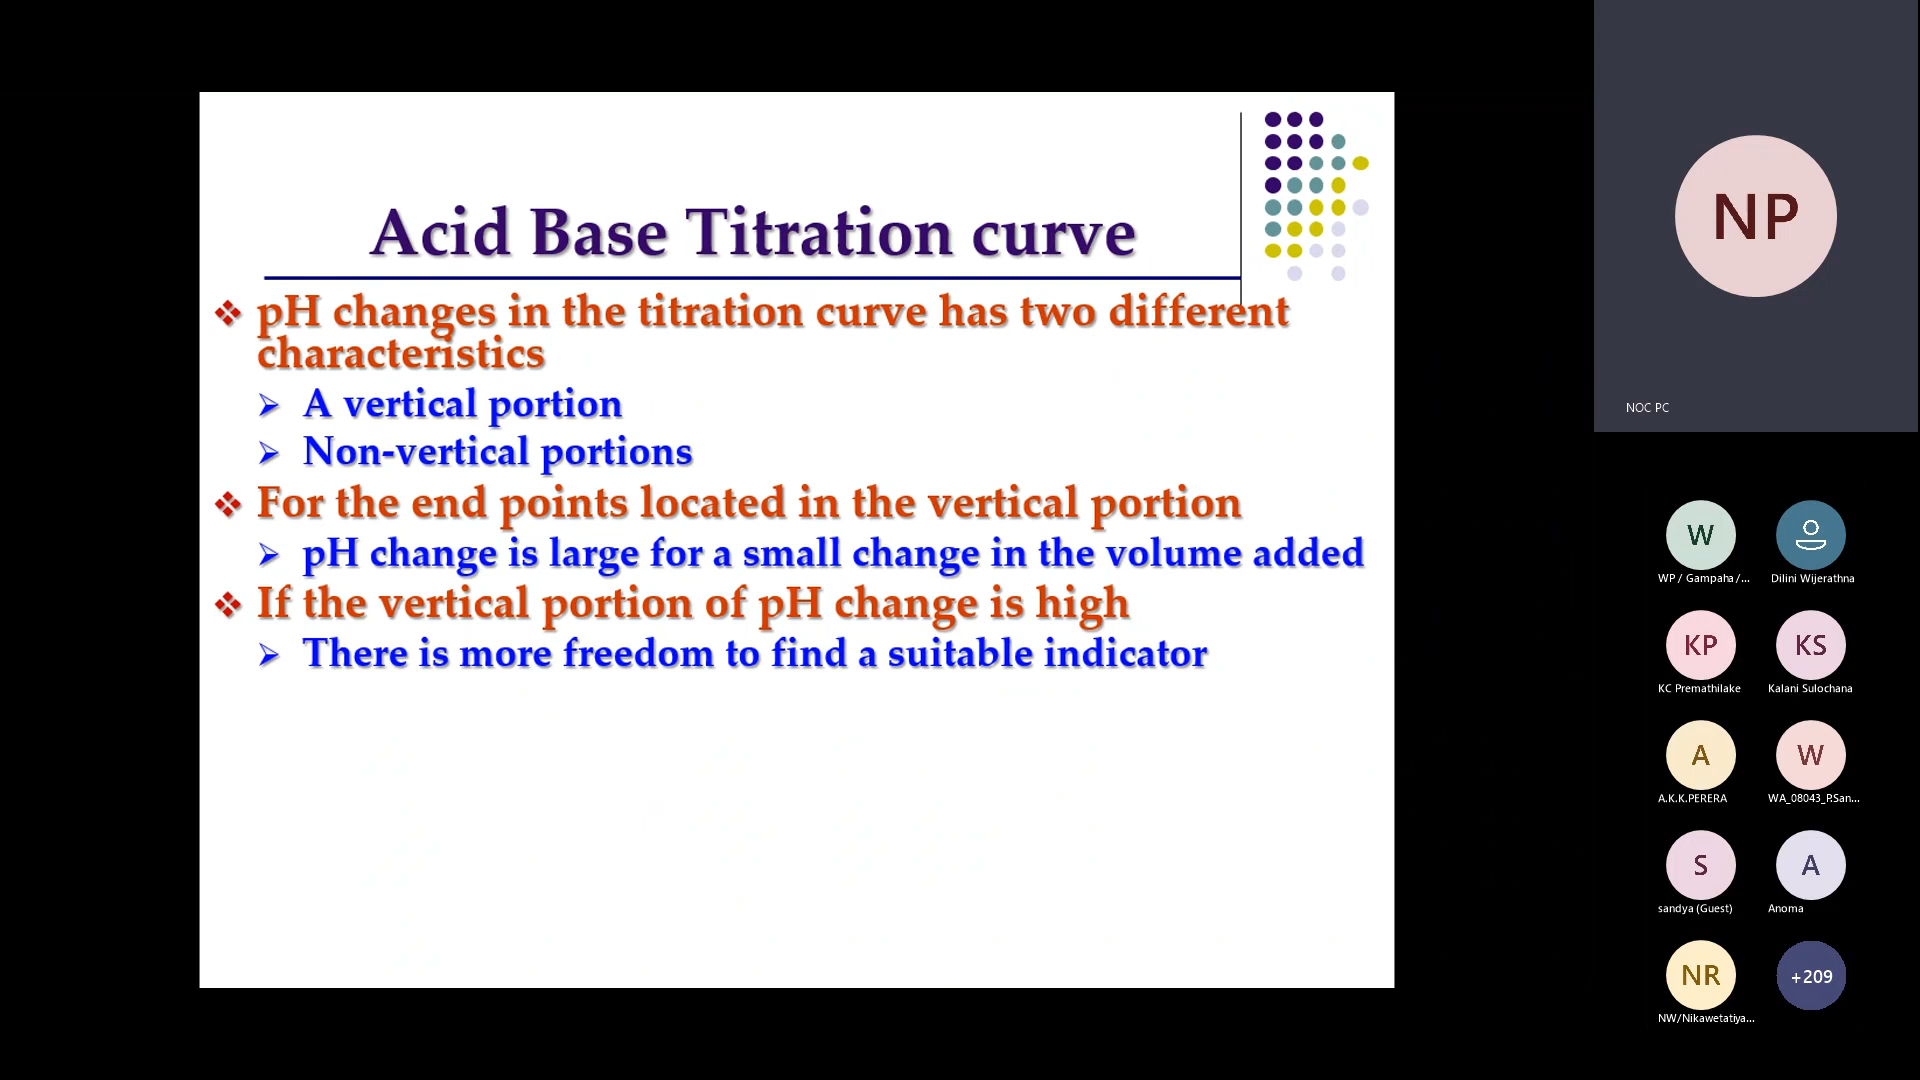 Acid Base Titration curve
pH changes in the titration curve has two different
characteristics
A vertical portion
Non-vertical portions
For the end points located in the vertical portion
pH change is large for a small change in the volume added
If the vertical portion of pH change is high
There is more freedom to find a suitable indicator
NP
NOC PC
W
WP / Gampaha /...
Dilini Wijerathna
KP
KS
KC Premathilake
Kalani Sulochana
A
W
A.K.K.PERERA
WA_08043_P.San...
S
A
sandya (Guest)
Anoma
NR
+209
NW/Nikawetatiya...